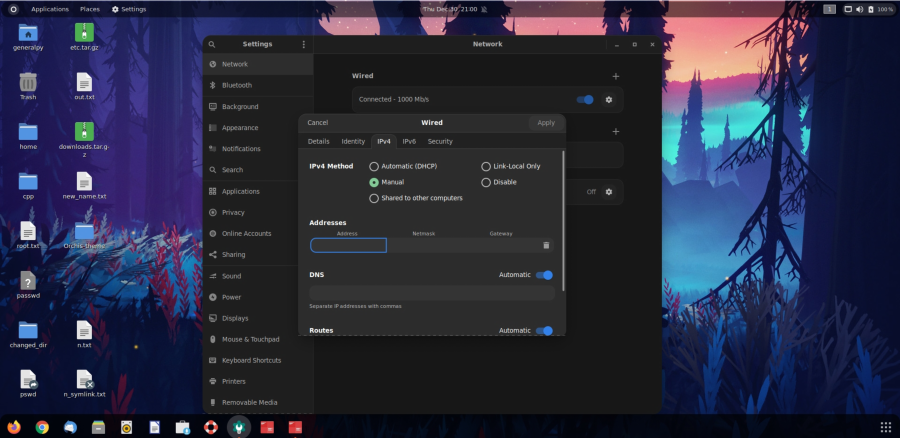 Applications Places Settings
Thu Dec 30, 21:00
1
100 %
generalpy
etc.tar.gz
Trash
out.txt
home
downloads.tar.g-
z
cpp
new_name.txt
root.txt
Orchis-theme
passwd
changed_dir
n.txt
pswd
n_symlink.txt
Settings
Network
Network
Bluetooth
Background
Appearance
Notifications
Search
Applications
Privacy
Online Accounts
Sharing
Sound
Power
Displays
Mouse & Touchpad
Keyboard Shortcuts
Printers
Removable Media
Wired
Connected - 1000 Mb/s
Off
Cancel
Wired
Apply
Details Identity IPv4 IPv6 Security
IPv4 Method
Automatic (DHCP)
Link-Local Only
Manual
Disable
Shared to other computers
Addresses
Address Netmask Gateway
DNS
Automatic
Separate IP addresses with commas
Routes
Automatic